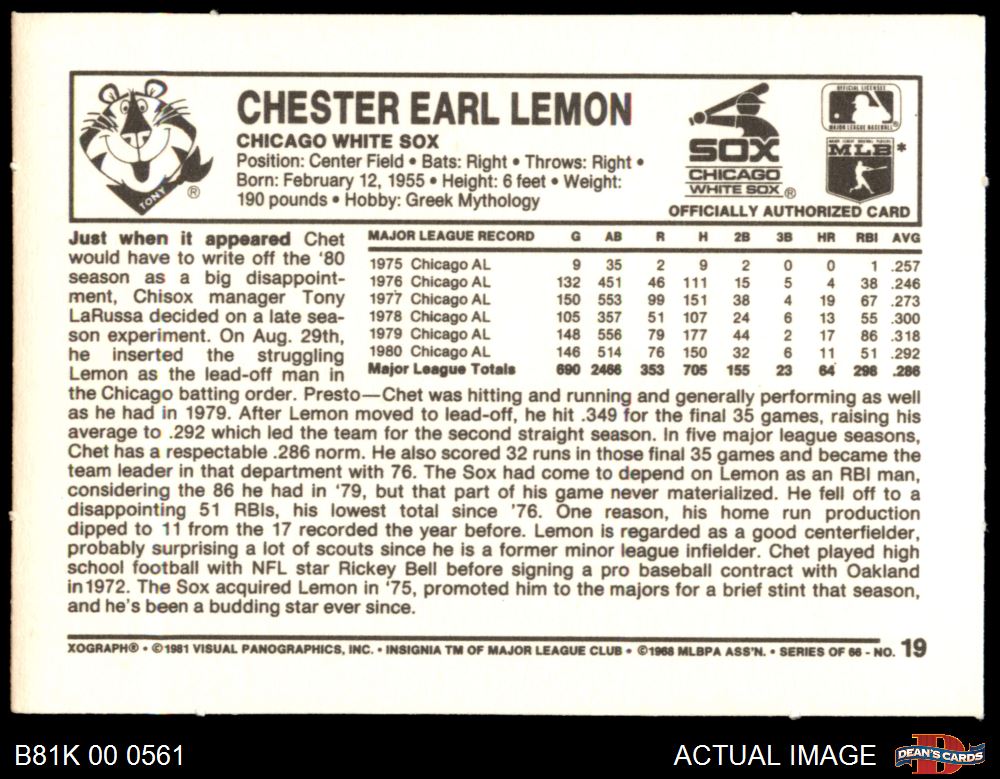 CHESTER EARL LEMON
CHICAGO WHITE SOX
Position: Center Field • Bats: Right • Throws: Right •
Born: February 12, 1955 • Height: 6 feet • Weight:
190 pounds • Hobby: Greek Mythology
TONY
®
SOX
CHICAGO
WHITE SOX ®
OFFICIAL LICENSEE
MAJOR LEAGUE BASEBALL
MLB *
OFFICIALLY AUTHORIZED CARD
Just when it appeared Chet
would have to write off the '80
season as a big disappoint-
ment, Chisox manager Tony
LaRussa decided on a late sea-
son experiment. On Aug. 29th,
he inserted the struggling
Lemon as the lead-off man in
MAJOR LEAGUE RECORD G AB R H 2B 3B HR RBI AVG
1975 Chicago AL 9 35 2 9 2 0 0 1 .257
1976 Chicago AL 132 451 46 111 15 5 4 38 .246
1977 Chicago AL 150 553 99 151 38 4 19 67 .273
1978 Chicago AL 105 357 51 107 24 6 13 55 .300
1979 Chicago AL 148 556 79 177 44 2 17 86 .318
1980 Chicago AL 146 514 76 150 32 6 11 51 .292
Major League Totals 690 2466 353 705 155 23 64 298 .286
the Chicago batting order. Presto—Chet was hitting and running and generally performing as well
as he had in 1979. After Lemon moved to lead-off, he hit .349 for the final 35 games, raising his
average to .292 which led the team for the second straight season. In five major league seasons,
Chet has a respectable .286 norm. He also scored 32 runs in those final 35 games and became the
team leader in that department with 76. The Sox had come to depend on Lemon as an RBI man,
considering the 86 he had in '79, but that part of his game never materialized. He fell off to a
disappointing 51 RBIs, his lowest total since '76. One reason, his home run production
dipped to 11 from the 17 recorded the year before. Lemon is regarded as a good centerfielder,
probably surprising a lot of scouts since he is a former minor league infielder. Chet played high
school football with NFL star Rickey Bell before signing a pro baseball contract with Oakland
in 1972. The Sox acquired Lemon in '75, promoted him to the majors for a brief stint that season,
and he's been a budding star ever since.
XOGRAPH® • ©1981 VISUAL PANOGRAPHICS, INC. • INSIGNIA TM OF MAJOR LEAGUE CLUB • ©1968 MLBPA ASS'N. • SERIES OF 66 - NO. 19
B81K 00 0561
ACTUAL IMAGE
DEAN'S CARDS